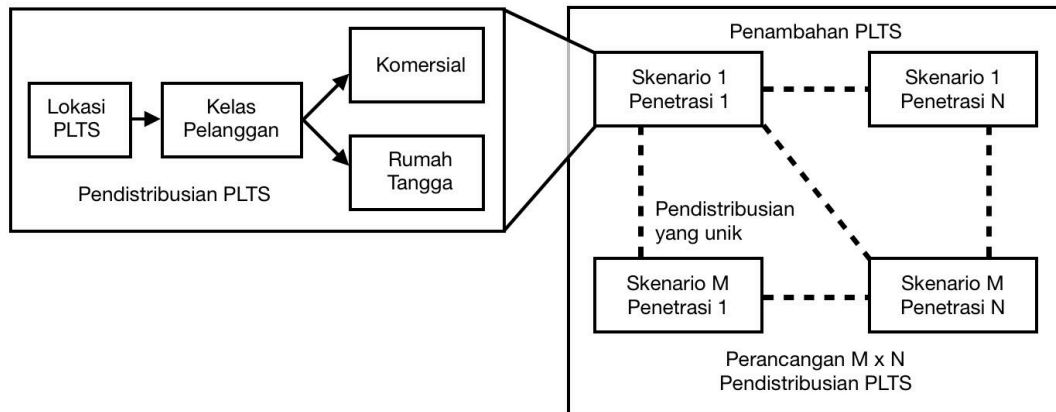 Lokasi
PLTS
Kelas
Pelanggan
Komersial
Rumah
Tangga
Pendistribusian PLTS
Penambahan PLTS
Skenario 1
Penetrasi 1
Skenario 1
Penetrasi N
Pendistribusian
yang unik
Skenario M
Penetrasi 1
Skenario M
Penetrasi N
Perancangan M x N
Pendistribusian PLTS